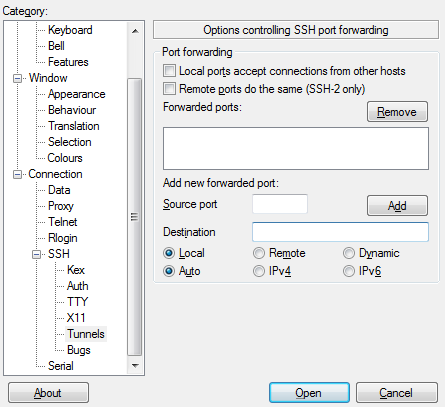 Category:
Keyboard
Bell
Features
Window
Appearance
Behaviour
Translation
Selection
Colours
Connection
Data
Proxy
Telnet
Rlogin
SSH
Kex
Auth
TTY
X11
Tunnels
Bugs
Serial
Options controlling SSH port forwarding
Port forwarding
Local ports accept connections from other hosts
Remote ports do the same (SSH-2 only)
Forwarded ports:
Remove
Add new forwarded port:
Source port
Add
Destination
Local Remote Dynamic
Auto IPv4 IPv6
About Open Cancel